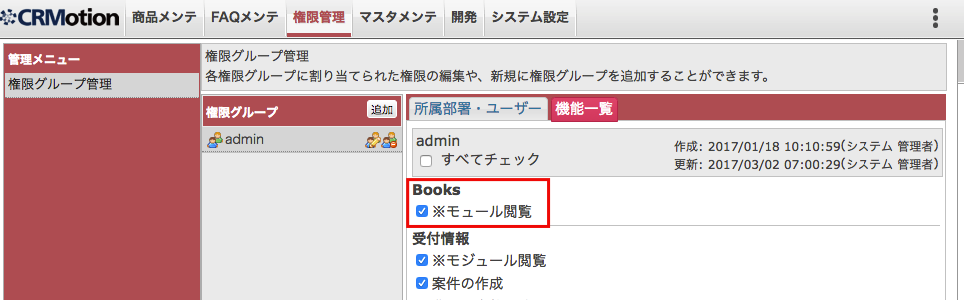 CRMotion 商品メンテ FAQメンテ 権限管理 マスタメンテ 開発 システム設定
管理メニュー
権限グループ管理
権限グループ管理
各権限グループに割り当てられた権限の編集や、新規に権限グループを追加することができます。
権限グループ 追加
admin
所属部署・ユーザー 機能一覧
admin
すべてチェック
作成: 2017/01/18 10:10:59(システム 管理者)
更新: 2017/03/02 07:00:29(システム 管理者)
Books
※モュール閲覧
受付情報
※モジュール閲覧
案件の作成